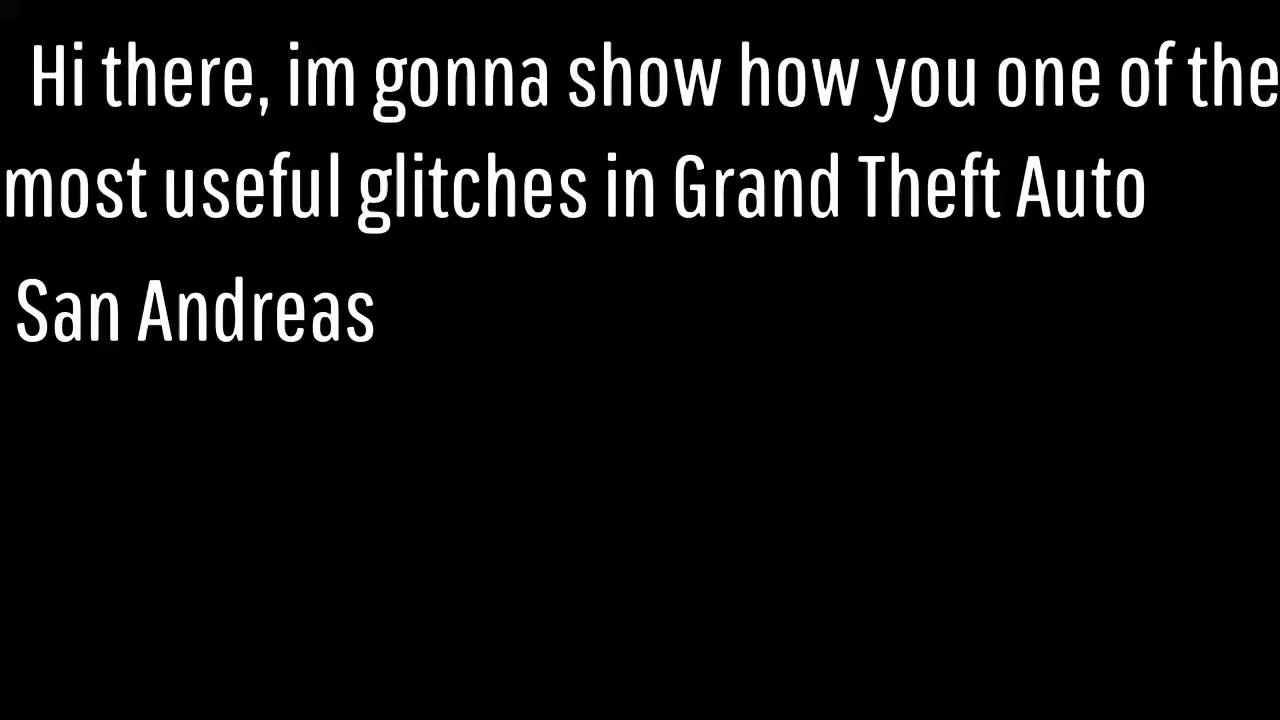 Hi there, im gonna show how you one of the
most useful glitches in Grand Theft Auto
San Andreas